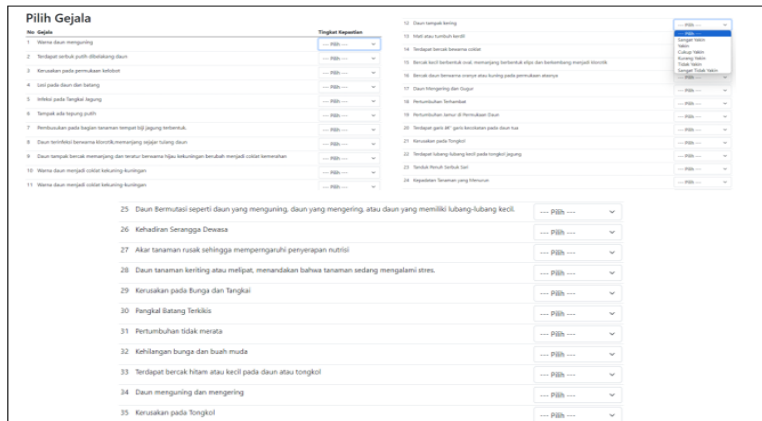 Pilih Gejala
No Gejala Tingkat Kepastian
1 Warna daun menguning --- Pilih ---
2 Terdapat serbuk putih dibelakang daun --- Pilih ---
3 Kerusakan pada permukaan kelobot --- Pilih ---
4 Lesi pada daun dan batang --- Pilih ---
5 Infeksi pada Tangkai Jagung --- Pilih ---
6 Tampak ada tepung putih --- Pilih ---
7 Pembusukan pada bagian tanaman tempat biji jagung terbentuk. --- Pilih ---
8 Daun terinfeksi bercak klorotik,memanjang sejajar tulang daun --- Pilih ---
9 Daun tampak bercak memanjang dan teratur berwarna hijau kekuningan berubah menjadi coklat kemerahan --- Pilih ---
10 Warna daun menjadi coklat kekuning-kuningan --- Pilih ---
11 Warna daun menjadi coklat kekuning-kuningan --- Pilih ---
12 Daun tampak kering --- Pilih ---
--- Pilih ---
Sangat Yakin
Yakin
Cukup Yakin
Kurang Yakin
Tidak Yakin
Sangat Tidak Yakin
13 Mati atau tumbuh kerdil
14 Terdapat bercak berwarna coklat
15 Bercak kecil berbentuk oval, memanjang berbentuk elips dan berkembang menjadi klorotik
16 Bercak daun berwarna orenye atau kuning pada permukaan atasnya --- Pilih ---
17 Daun Mengering dan Gugur --- Pilih ---
18 Pertumbuhan Terhambat --- Pilih ---
19 Pertumbuhan Jamur di Permukaan Daun --- Pilih ---
20 Terdapat garis â€" garis kecoklatan pada daun tua --- Pilih ---
21 Kerusakan pada Tongkol --- Pilih ---
22 Terdapat lubang-lubang kecil pada tongkol jagung --- Pilih ---
23 Tanduk Penuh Serbuk Sari --- Pilih ---
24 Kepadatan Tanaman yang Menurun --- Pilih ---
25 Daun Bermutasi seperti daun yang menguning, daun yang mengering, atau daun yang memiliki lubang-lubang kecil. --- Pilih ---
26 Kehadiran Serangga Dewasa --- Pilih ---
27 Akar tanaman rusak sehingga memperngaruhi penyerapan nutrisi --- Pilih ---
28 Daun tanaman keriting atau melipat, menandakan bahwa tanaman sedang mengalami stres. --- Pilih ---
29 Kerusakan pada Bunga dan Tangkai --- Pilih ---
30 Pangkal Batang Terkikis --- Pilih ---
31 Pertumbuhan tidak merata --- Pilih ---
32 Kehilangan bunga dan buah muda --- Pilih ---
33 Terdapat bercak hitam atau kecil pada daun atau tongkol --- Pilih ---
34 Daun menguning dan mengering --- Pilih ---
35 Kerusakan pada Tongkol --- Pilih ---